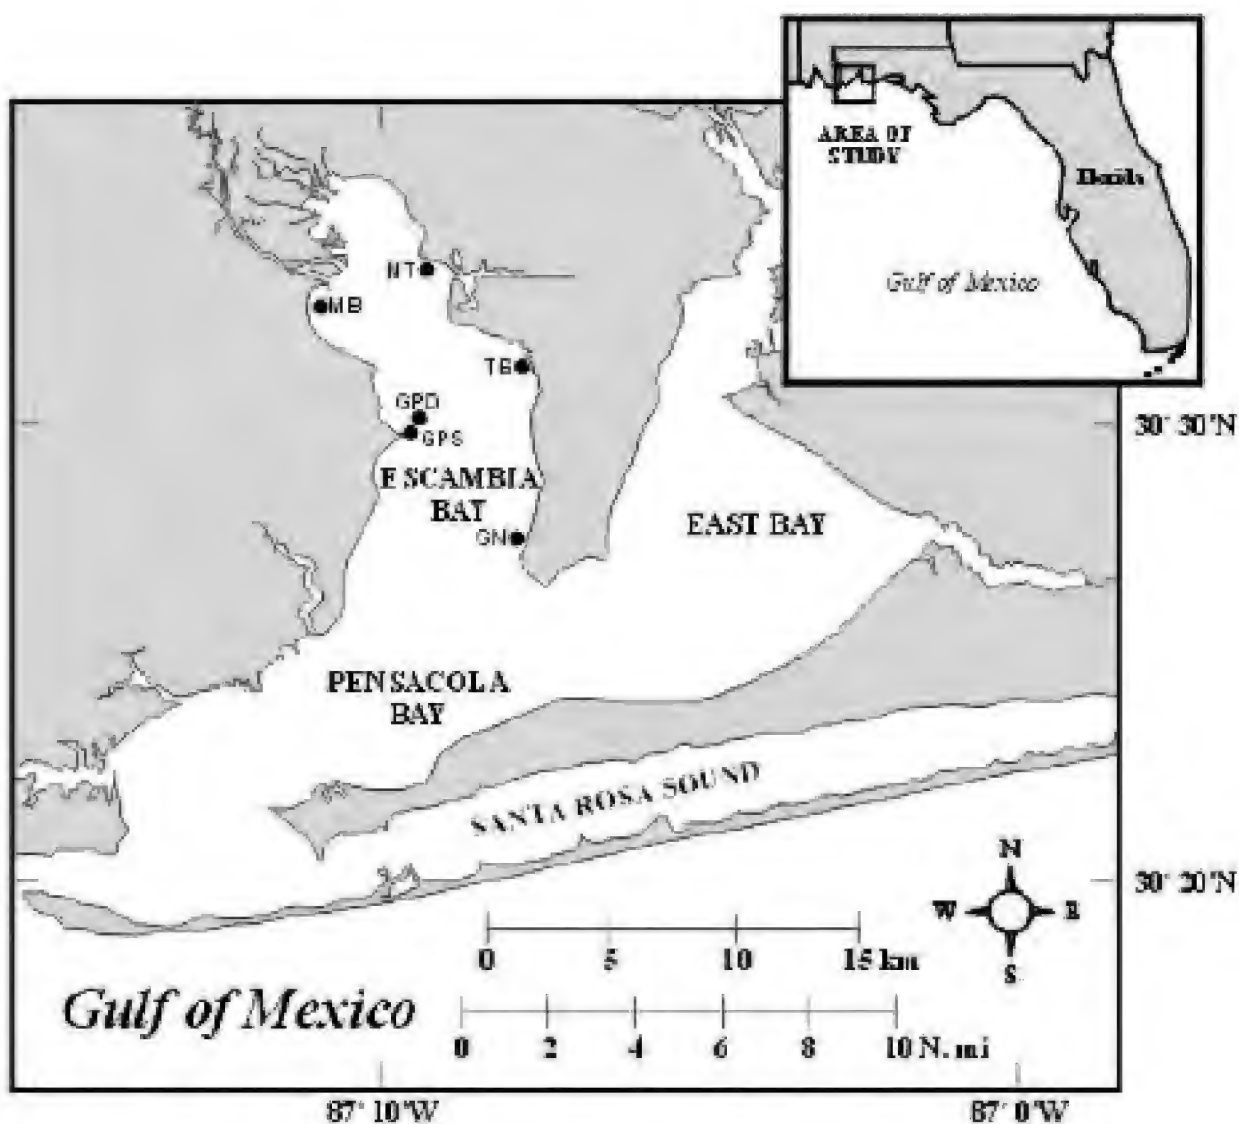 AREA OF
STUDY
Florida
Gulf of Mexico
NT
MB
TB
GPD
GPS
ESCAMBIA
BAY
GN
EAST BAY
30° 30'N
PENSACOLA
BAY
SANTA ROSA SOUND
N
W E
S
30° 20'N
0 5 10 15 km
Gulf of Mexico
0 2 4 6 8 10 N. mi
87° 10'W 87° 0'W